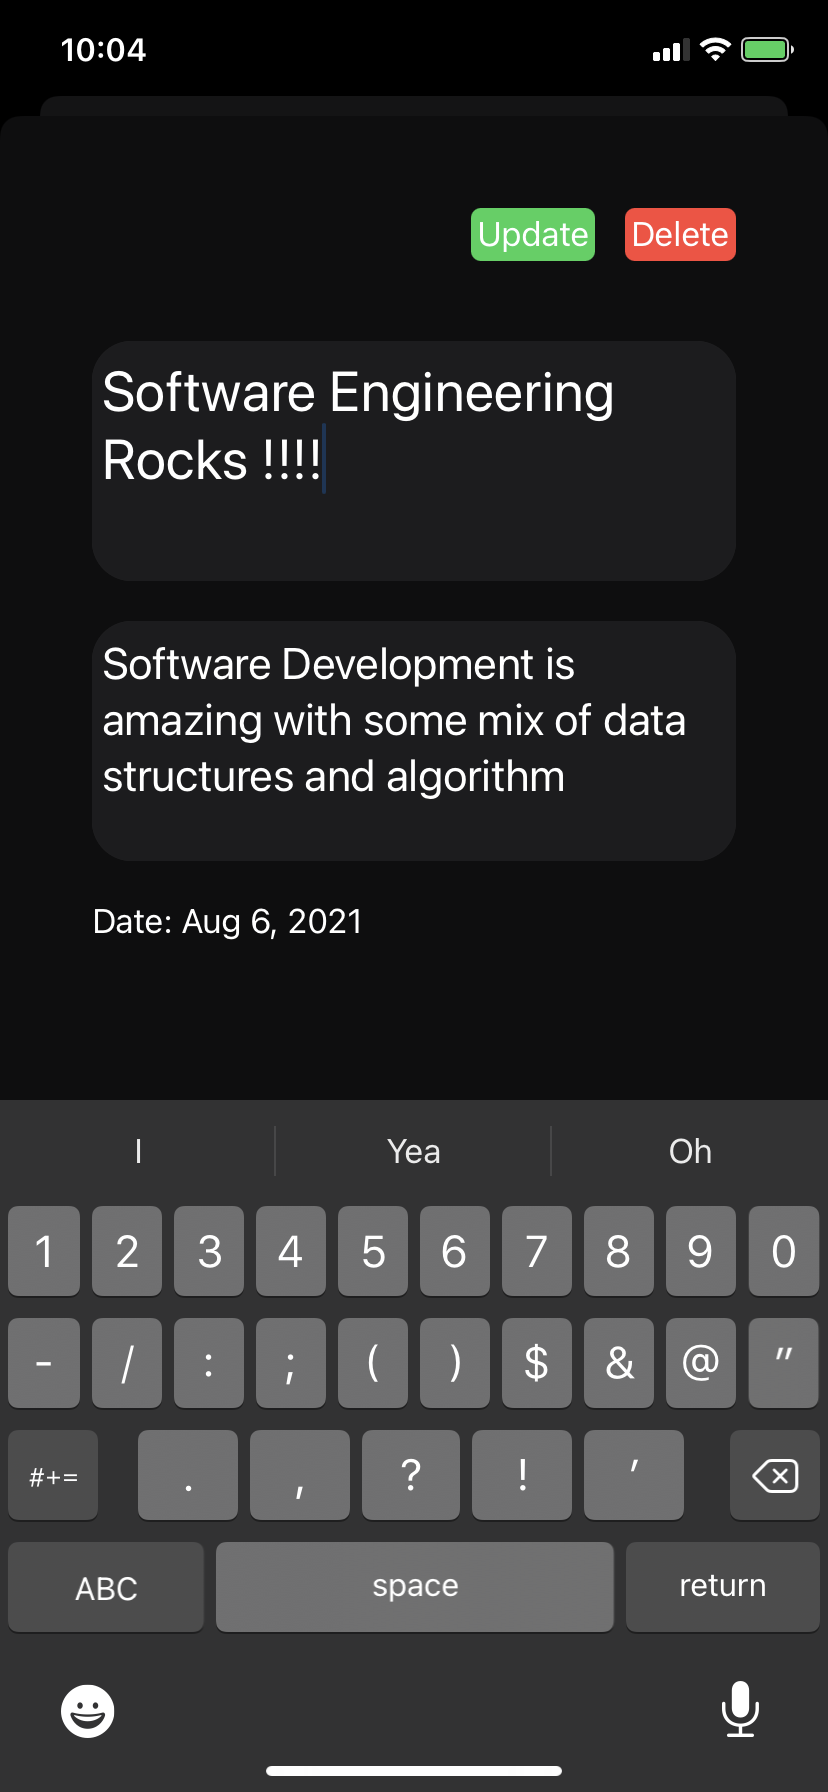 10:04
Update Delete
Software Engineering
Rocks !!!!
Software Development is
amazing with some mix of data
structures and algorithm
Date: Aug 6, 2021
I Yea Oh
1 2 3 4 5 6 7 8 9 0
- / : ; ( ) $ & @ "
#+= . , ? ! '
ABC space return